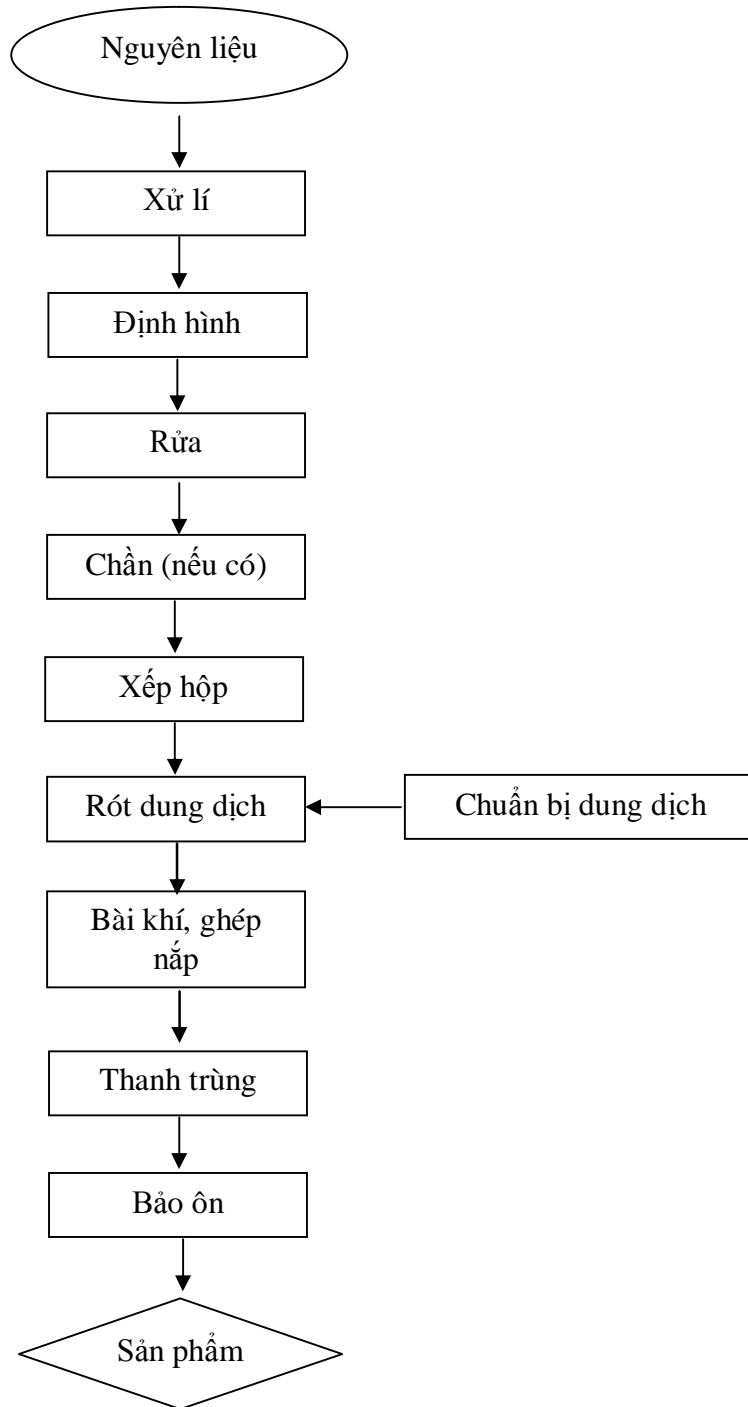 Nguyên liệu
Xử lí
Định hình
Rửa
Chần (nếu có)
Xếp hộp
Rót dung dịch
Chuẩn bị dung dịch
Bài khí, ghép
nắp
Thanh trùng
Bảo ôn
Sản phẩm